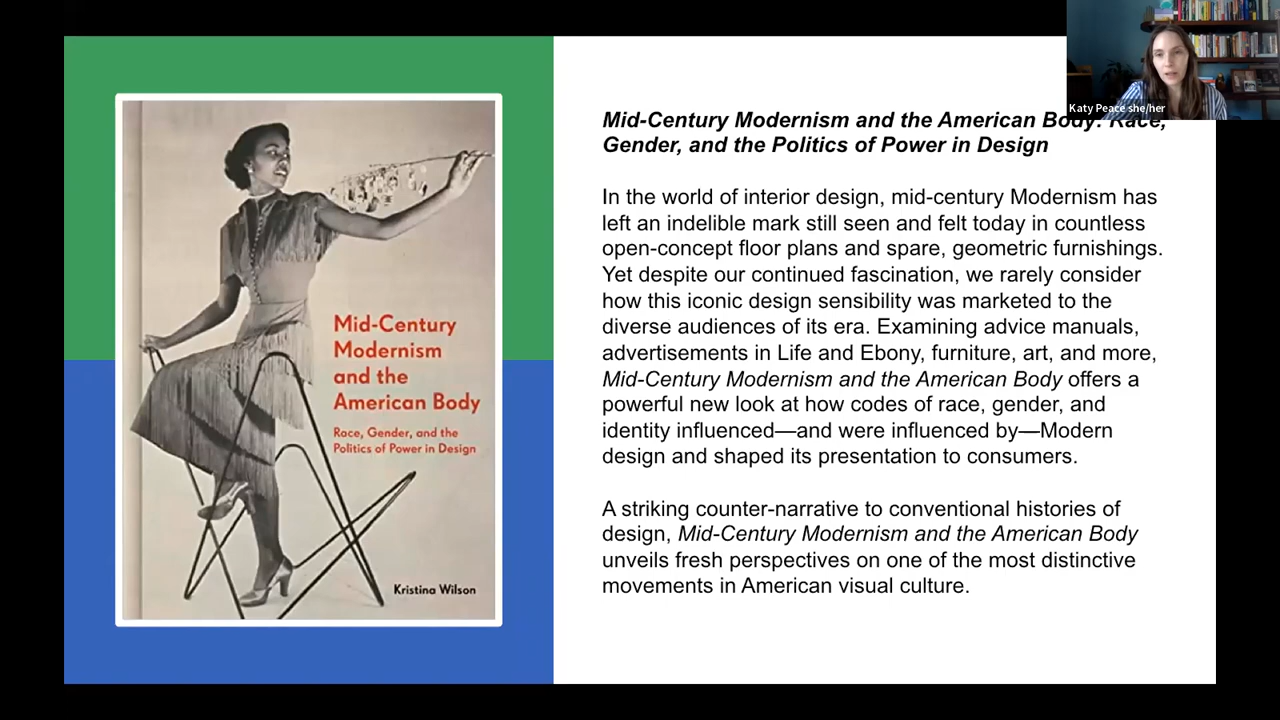 Mid-Century
Modernism
and the
American Body
Race, Gender, and the
Politics of Power in Design
Kristina Wilson
Katy Peace she/her
Mid-Century Modernism and the American Body: Race,
Gender, and the Politics of Power in Design
In the world of interior design, mid-century Modernism has
left an indelible mark still seen and felt today in countless
open-concept floor plans and spare, geometric furnishings.
Yet despite our continued fascination, we rarely consider
how this iconic design sensibility was marketed to the
diverse audiences of its era. Examining advice manuals,
advertisements in Life and Ebony, furniture, art, and more,
Mid-Century Modernism and the American Body offers a
powerful new look at how codes of race, gender, and
identity influenced—and were influenced by—Modern
design and shaped its presentation to consumers.
A striking counter-narrative to conventional histories of
design, Mid-Century Modernism and the American Body
unveils fresh perspectives on one of the most distinctive
movements in American visual culture.